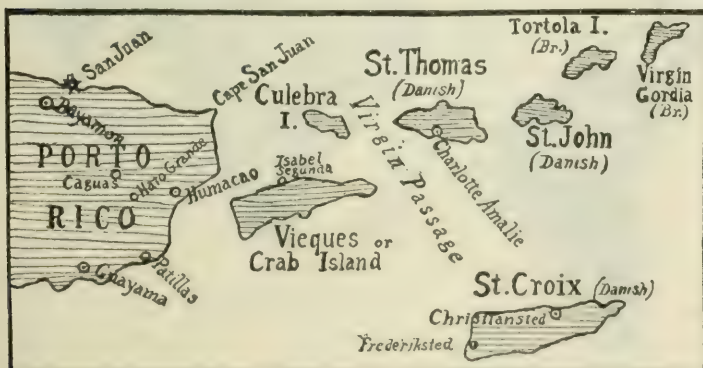 San Juan
Bayamon
PORTO
Caguas
Hato Grande
Humacao
RICO
Guayama
Patillas
Cape San Juan
Culebra
I.
Isabel
Segunda
Vieques or
Crab Island
Virgin Passage
St. Thomas
(Danish)
Charlotte Amalie
Tortola I.
(Br.)
Virgin
Gordia
(Br.)
St. John
(Danish)
St. Croix (Danish)
Christiansted
Frederiksted